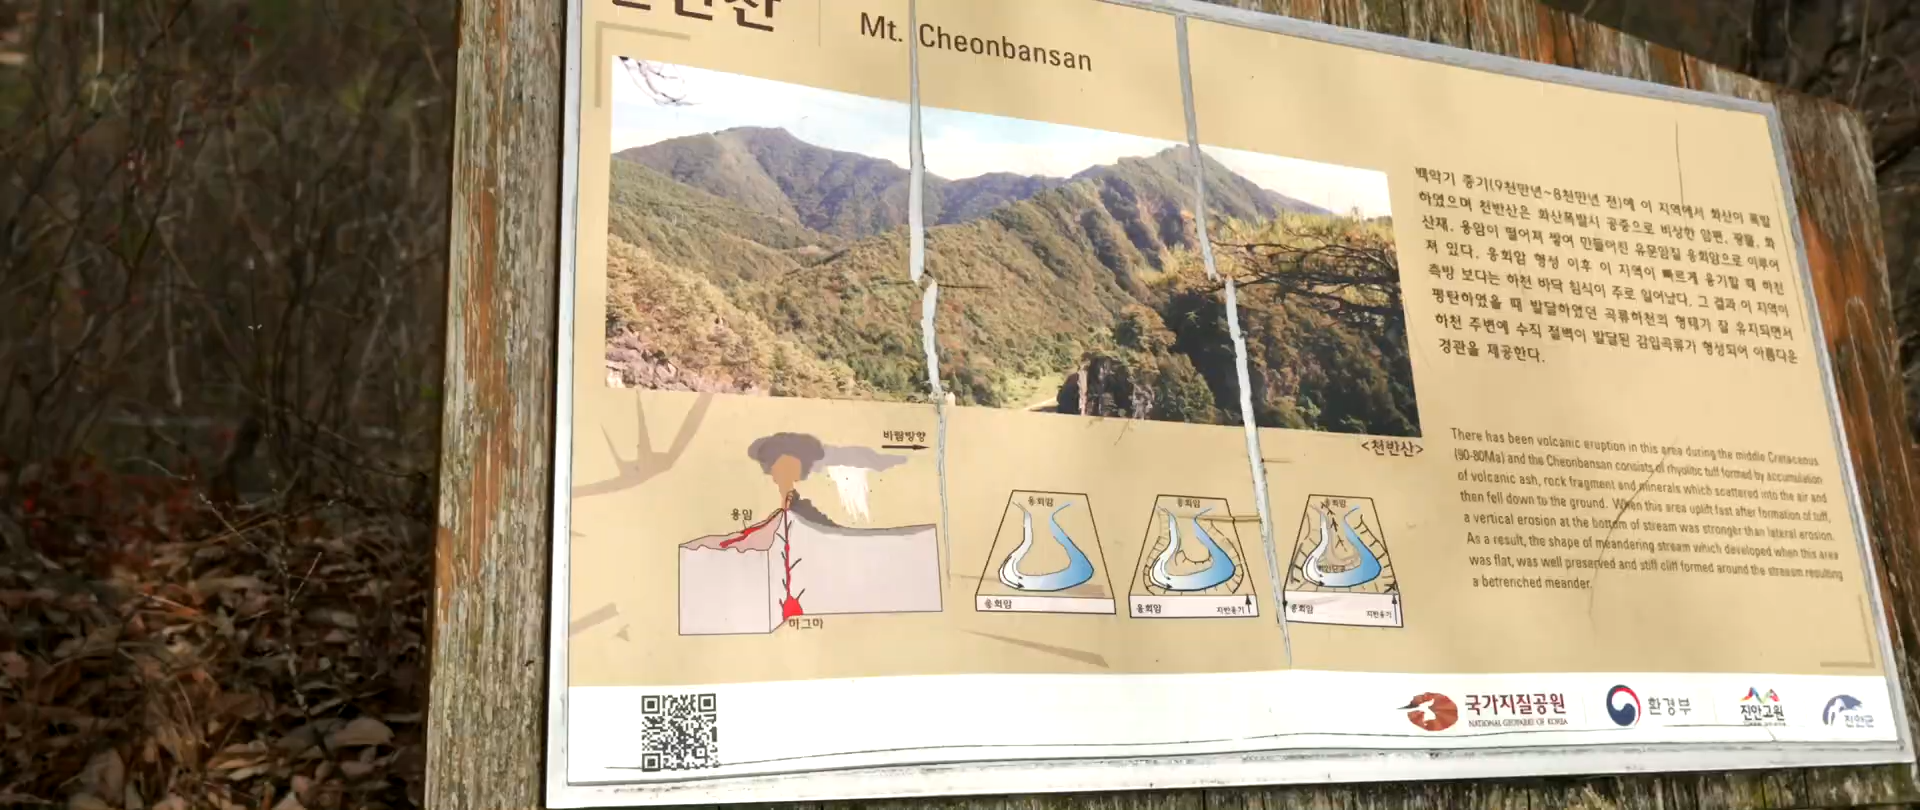 Mt. Cheonbansan
백악기 중기(9천만년~8천만년 전)에 이 지역에서 화산이 폭발
하였으며 천반산은 화산폭발시 공중으로 비상한 암편, 광물, 화
산재, 용암이 떨어져 쌓여 만들어진 유문암질 응회암으로 이루어
져 있다. 응회암 형성 이후 이 지역이 빠르게 융기할 때 하천
측방 보다는 하천 바닥 침식이 주로 일어났다. 그 결과 이 지역이
평탄하였을 때 발달하였던 곡류하천의 형태가 잘 유지되면서
하천 주변에 수직 절벽이 발달된 감입곡류가 형성되어 아름다운
경관을 제공한다.
<천반산>
There has been volcanic eruption in this area during the middle Cretaceous
(90-80Ma) and the Cheonbansan consists of rhyolitic tuff formed by accumulation
of volcanic ash, rock fragment and minerals which scattered into the air and
then fell down to the ground. When this area uplift fast after formation of tuff,
a vertical erosion at the bottom of stream was stronger than lateral erosion.
As a result, the shape of meandering stream which developed when this area
was flat, was well preserved and stiff cliff formed around the streasm resulting
a betrenched meander.
바람방향
용암
마그마
응회암
응회암
응회암
응회암
지반융기
응회암
응회암
지반융기
국가지질공원
NATIONAL GEOPARKS OF KOREA
환경부
진안고원
진안군